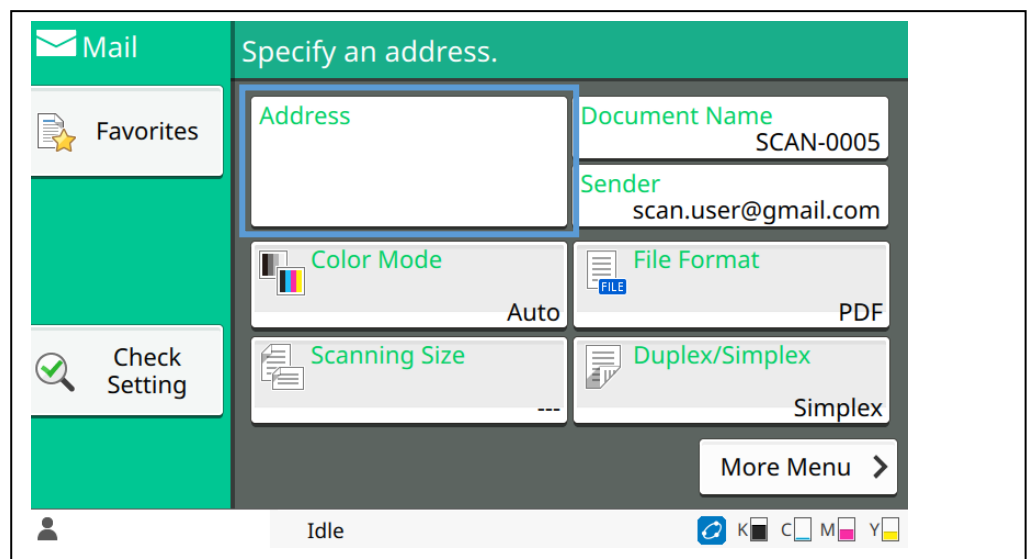 Mail
Specify an address.
Favorites
Address
Document Name
SCAN-0005
Sender
scan.user@gmail.com
Color Mode
Auto
File Format
FILE
PDF
Check
Setting
Scanning Size
---
Duplex/Simplex
Simplex
More Menu
Idle
K C M Y